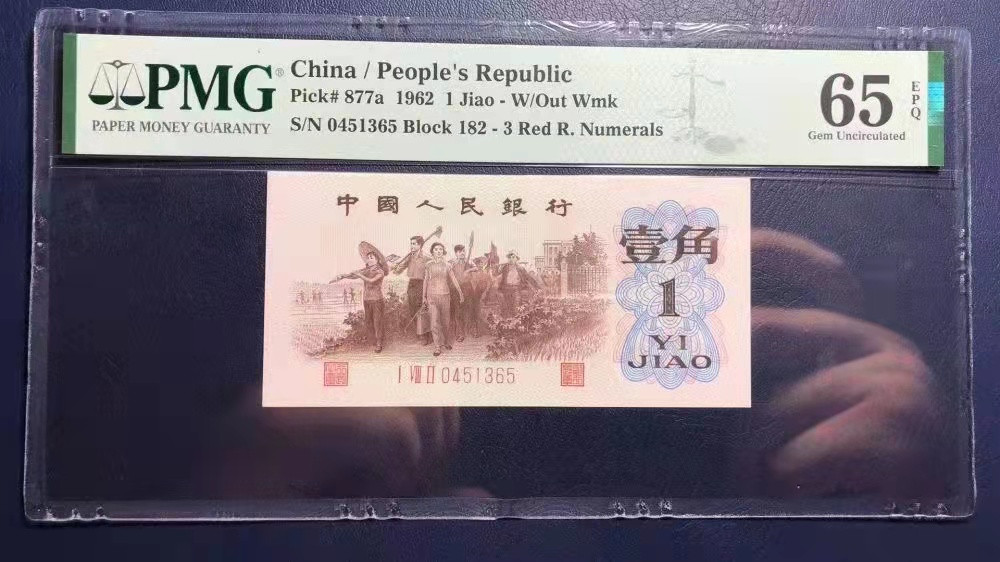 PMG
PAPER MONEY GUARANTY
China / People's Republic
Pick# 877a 1962 1 Jiao - W/Out Wmk
S/N 0451365 Block 182 - 3 Red R. Numerals
65
EPQ
Gem Uncirculated
中國人民銀行
壹角
1
YI
JIAO
I VIII II 0451365